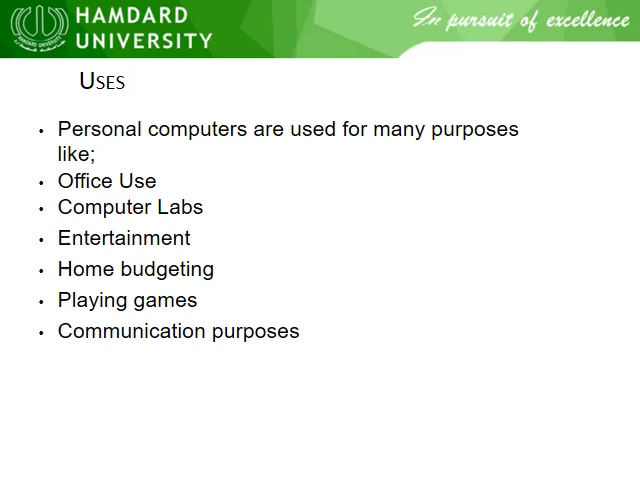 HAMDARD
UNIVERSITY
In pursuit of excellence
USES
• Personal computers are used for many purposes
like;
• Office Use
• Computer Labs
• Entertainment
• Home budgeting
• Playing games
• Communication purposes